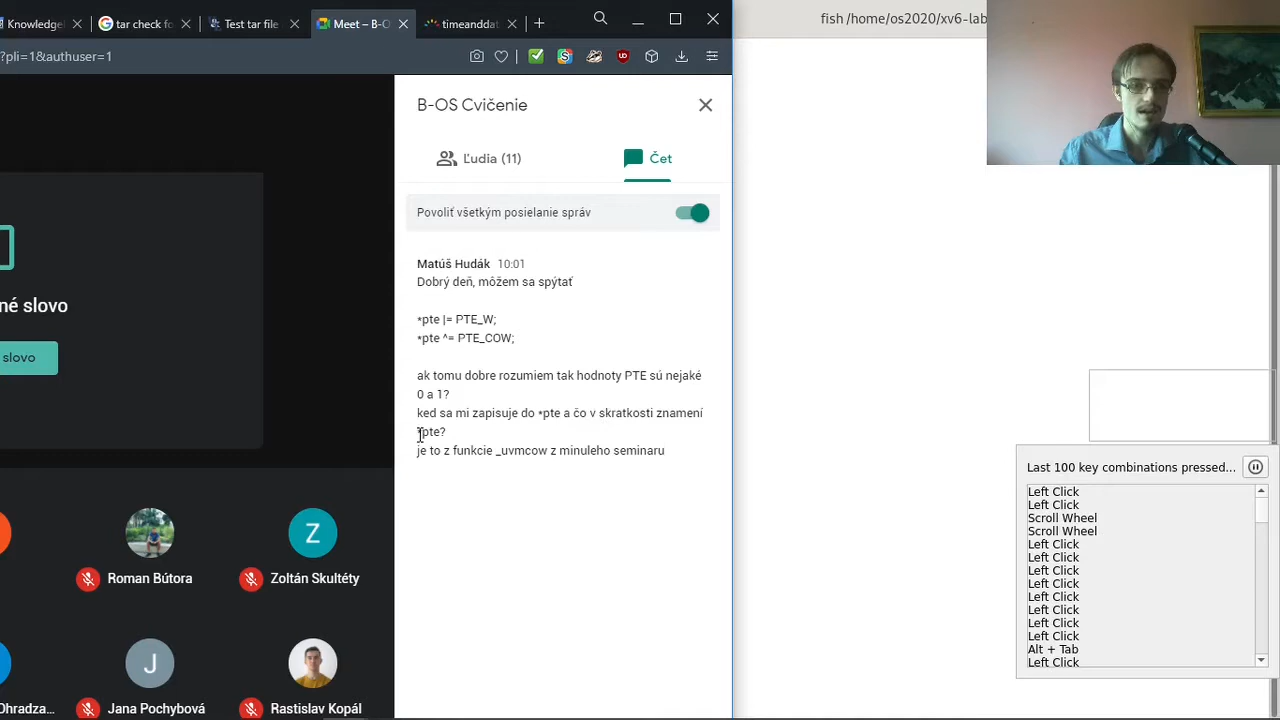 Knowledge
tar check fo
Test tar file
Meet – B-O
timeanddat
fish /home/os2020/xv6-lab
?pli=1&authuser=1
B-OS Cvičenie
Ľudia (11)
Čet
Povoliť všetkým posielanie správ
né slovo
slovo
Matúš Hudák 10:01
Dobrý deň, môžem sa spýtať
*pte |= PTE_W;
*pte ^= PTE_COW;
ak tomu dobre rozumiem tak hodnoty PTE sú nejaké
0 a 1?
ked sa mi zapisuje do *pte a čo v skratkosti znamení
*pte?
je to z funkcie _uvmcow z minuleho seminaru
Roman Bútora
Zoltán Skultéty
Ohradza...
Jana Pochybová
Rastislav Kopál
Z
J
Last 100 key combinations pressed...
Left Click
Left Click
Scroll Wheel
Scroll Wheel
Left Click
Left Click
Left Click
Left Click
Left Click
Left Click
Left Click
Left Click
Alt + Tab
Left Click